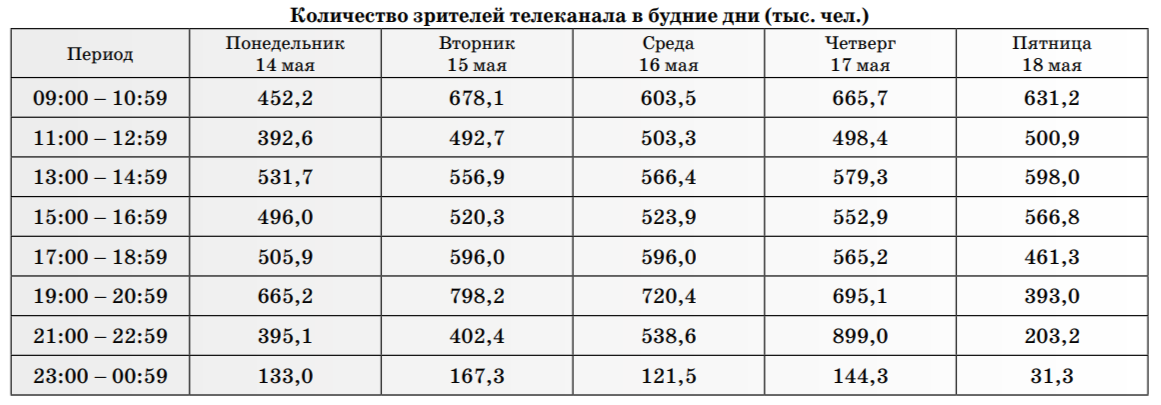 Количество зрителей телеканала в будние дни (тыс. чел.)
Период Понедельник 14 мая Вторник 15 мая Среда 16 мая Четверг 17 мая Пятница 18 мая
09:00 – 10:59 452,2 678,1 603,5 665,7 631,2
11:00 – 12:59 392,6 492,7 503,3 498,4 500,9
13:00 – 14:59 531,7 556,9 566,4 579,3 598,0
15:00 – 16:59 496,0 520,3 523,9 552,9 566,8
17:00 – 18:59 505,9 596,0 596,0 565,2 461,3
19:00 – 20:59 665,2 798,2 720,4 695,1 393,0
21:00 – 22:59 395,1 402,4 538,6 899,0 203,2
23:00 – 00:59 133,0 167,3 121,5 144,3 31,3